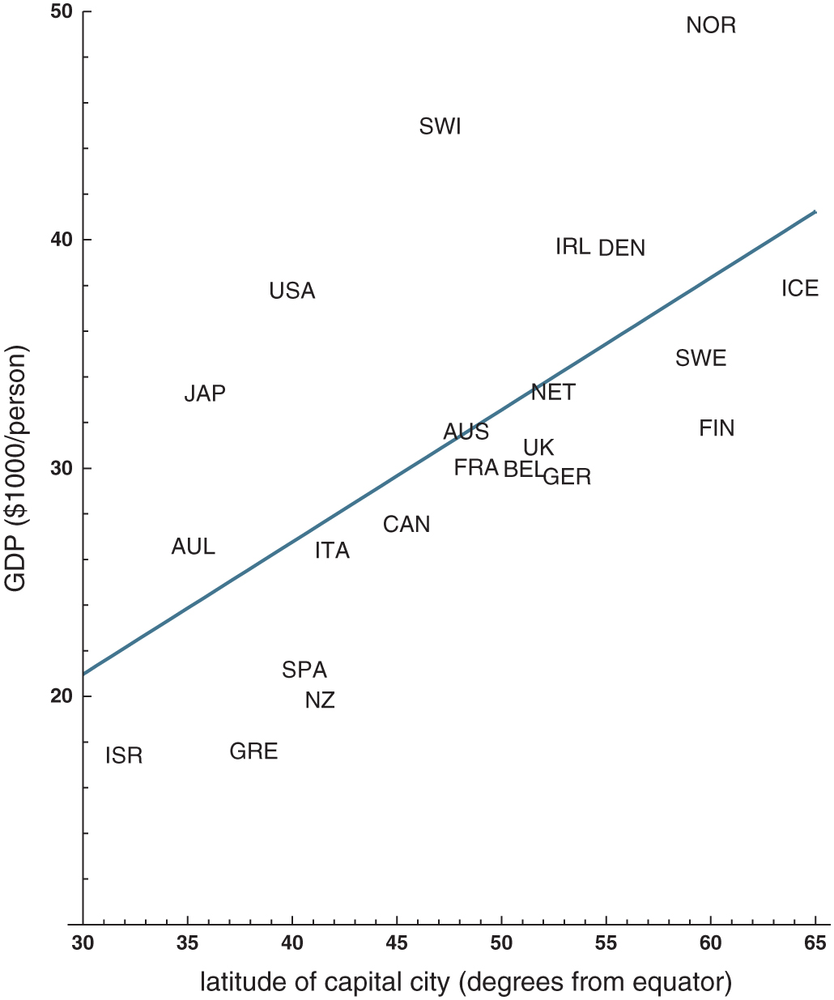 50
NOR
SWI
40
IRL DEN
USA
ICE
SWE
JAP
NET
FIN
AUS
UK
30
FRA BEL GER
CAN
AUL
ITA
SPA
20
NZ
ISR
GRE
GDP ($1000/person)
30 35 40 45 50 55 60 65
latitude of capital city (degrees from equator)